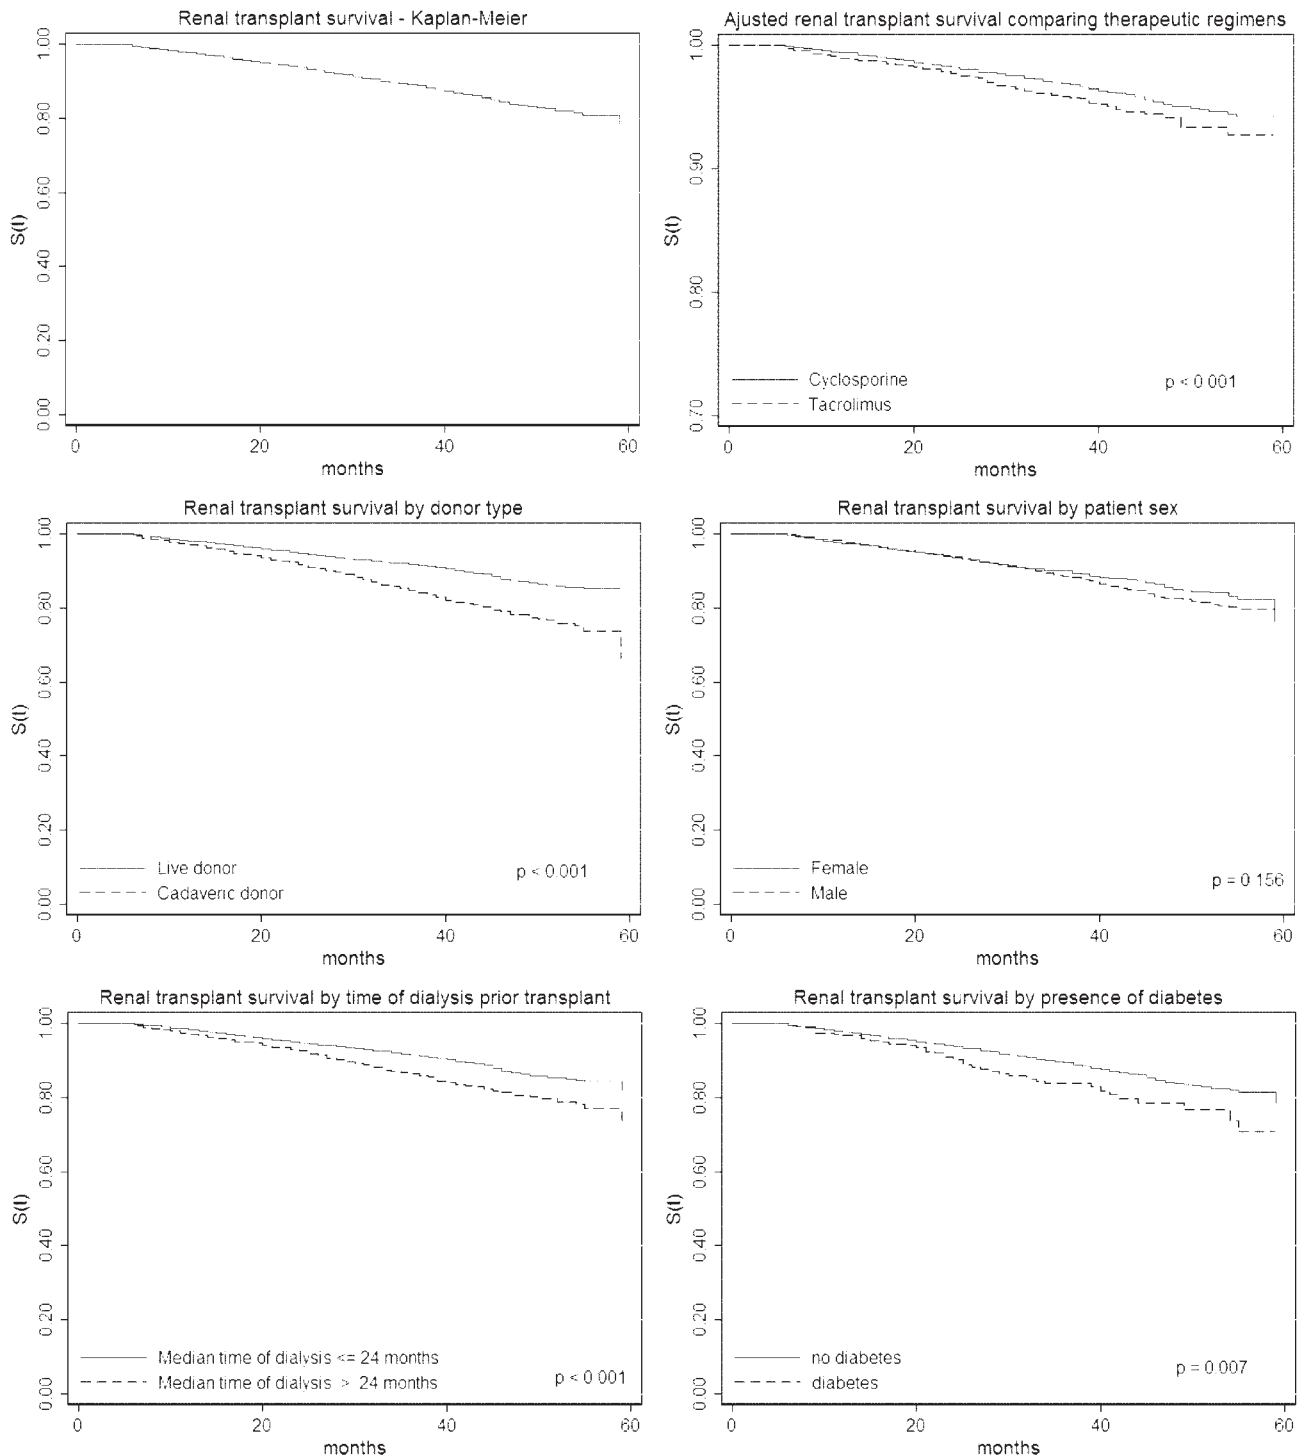 Renal transplant survival - Kaplan-Meier
S(t)
1.00
0.80
0.60
0.40
0.20
0.00
0 20 40 60
months
Ajusted renal transplant survival comparing therapeutic regimens
S(t)
1.00
0.90
0.80
0.70
Cyclosporine
Tacrolimus
p < 0.001
0 20 40 60
months
Renal transplant survival by donor type
S(t)
1.00
0.80
0.60
0.40
0.20
0.00
Live donor
Cadaveric donor
p < 0.001
0 20 40 60
months
Renal transplant survival by patient sex
S(t)
1.00
0.80
0.60
0.40
0.20
0.00
Female
Male
p = 0 156
0 20 40 60
months
Renal transplant survival by time of dialysis prior transplant
S(t)
1.00
0.80
0.60
0.40
0.20
0.00
Median time of dialysis <= 24 months
Median time of dialysis > 24 months
p < 0 001
0 20 40 60
months
Renal transplant survival by presence of diabetes
S(t)
1.00
0.80
0.60
0.40
0.20
0.00
no diabetes
diabetes
p = 0.007
0 20 40 60
months